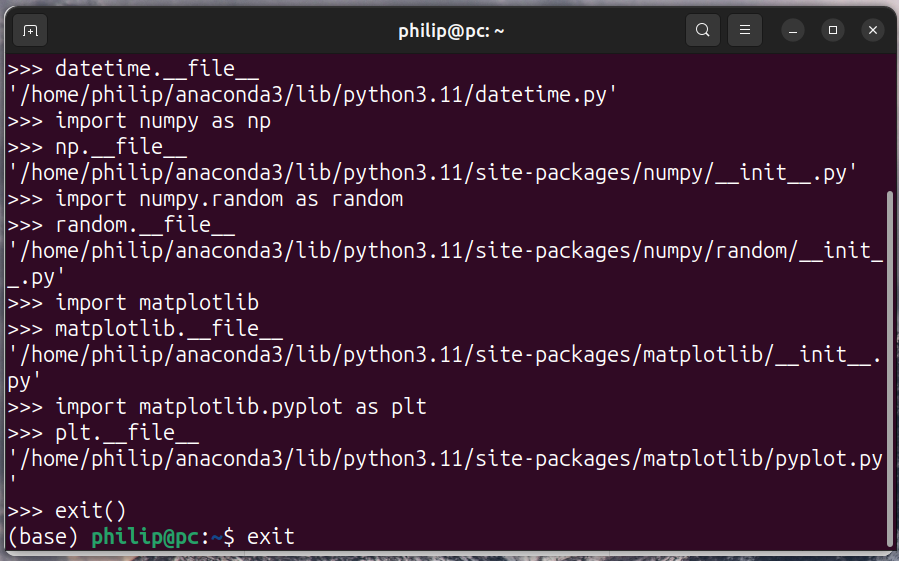 philip@pc: ~
>>> datetime.__file__
'/home/philip/anaconda3/lib/python3.11/datetime.py'
>>> import numpy as np
>>> np.__file__
'/home/philip/anaconda3/lib/python3.11/site-packages/numpy/__init__.py'
>>> import numpy.random as random
>>> random.__file__
'/home/philip/anaconda3/lib/python3.11/site-packages/numpy/random/__init_
_.py'
>>> import matplotlib
>>> matplotlib.__file__
'/home/philip/anaconda3/lib/python3.11/site-packages/matplotlib/__init__.
py'
>>> import matplotlib.pyplot as plt
>>> plt.__file__
'/home/philip/anaconda3/lib/python3.11/site-packages/matplotlib/pyplot.py
'
>>> exit()
(base) philip@pc:~$ exit